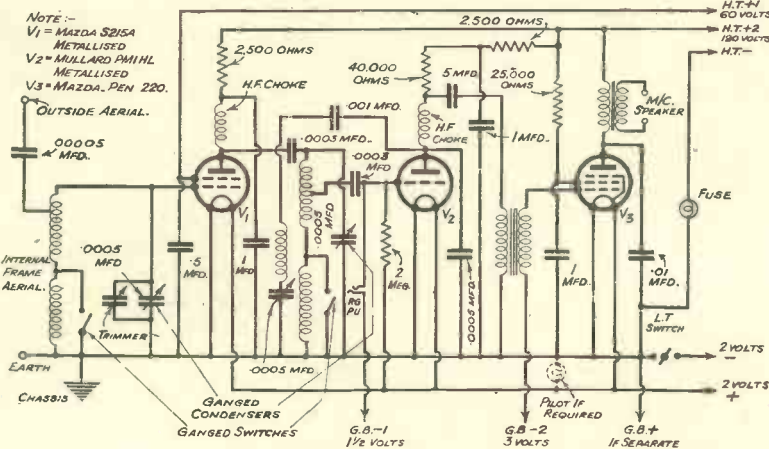 NOTE :-
V1 = MAZDA S215A
METALLISED
V2 = MULLARD PM1HL
METALLISED
V3 = MAZDA. PEN 220.
OUTSIDE AERIAL.
.00005
MFD.
INTERNAL
FRAME
AERIAL.
.0005
MFD
TRIMMER
EARTH
CHASSIS
GANGED
CONDENSERS
GANGED SWITCHES
2,500 OHMS
H.F. CHOKE
V1
.5
MFD.
1
MFD.
.001 MFD.
.0003 MFD.
.0003
MFD
.0005
MFD
.0005 MFD
RG
PU
2
MEG.
G.B.-1
1½ VOLTS
40,000
OHMS
H.F
CHOKE
V2
.0005 MFD.
2,500 OHMS
.5 MFD.
25,000
OHMS
1 MFD.
1
MFD.
G.B-2
3 VOLTS
PILOT IF
REQUIRED
V3
M/C.
SPEAKER
.01
MFD.
FUSE
L.T
SWITCH
G.B.+
IF SEPARATE
H.T.+1
60 VOLTS
H.T.+2
120 VOLTS
H.T.-
2 VOLTS
-
2 VOLTS
+